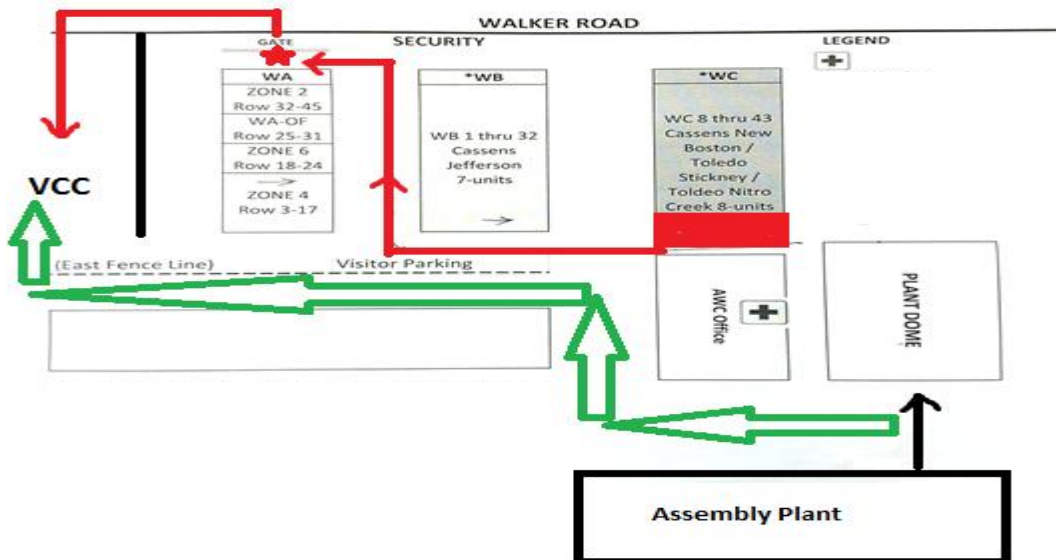 WALKER ROAD
GATE
SECURITY
LEGEND
WA
ZONE 2
Row 32-45
WA-OF
Row 25-31
ZONE 6
Row 18-24
ZONE 4
Row 3-17
*WB
WB 1 thru 32
Cassens
Jefferson
7-units
*WC
WC 8 thru 43
Cassens New
Boston /
Toledo
Stickney /
Toldeo Nitro
Creek 8-units
VCC
(East Fence Line)
Visitor Parking
AWC Office
PLANT DOME
Assembly Plant